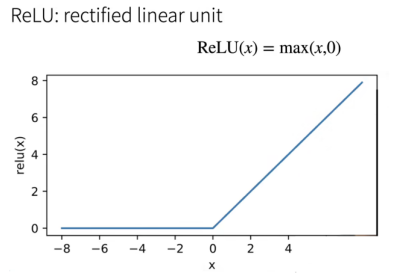 ReLU: rectified linear unit
ReLU(x) = max(x,0)
8
6
4
2
0
relu(x)
−8 −6 −4 −2 0 2 4
x